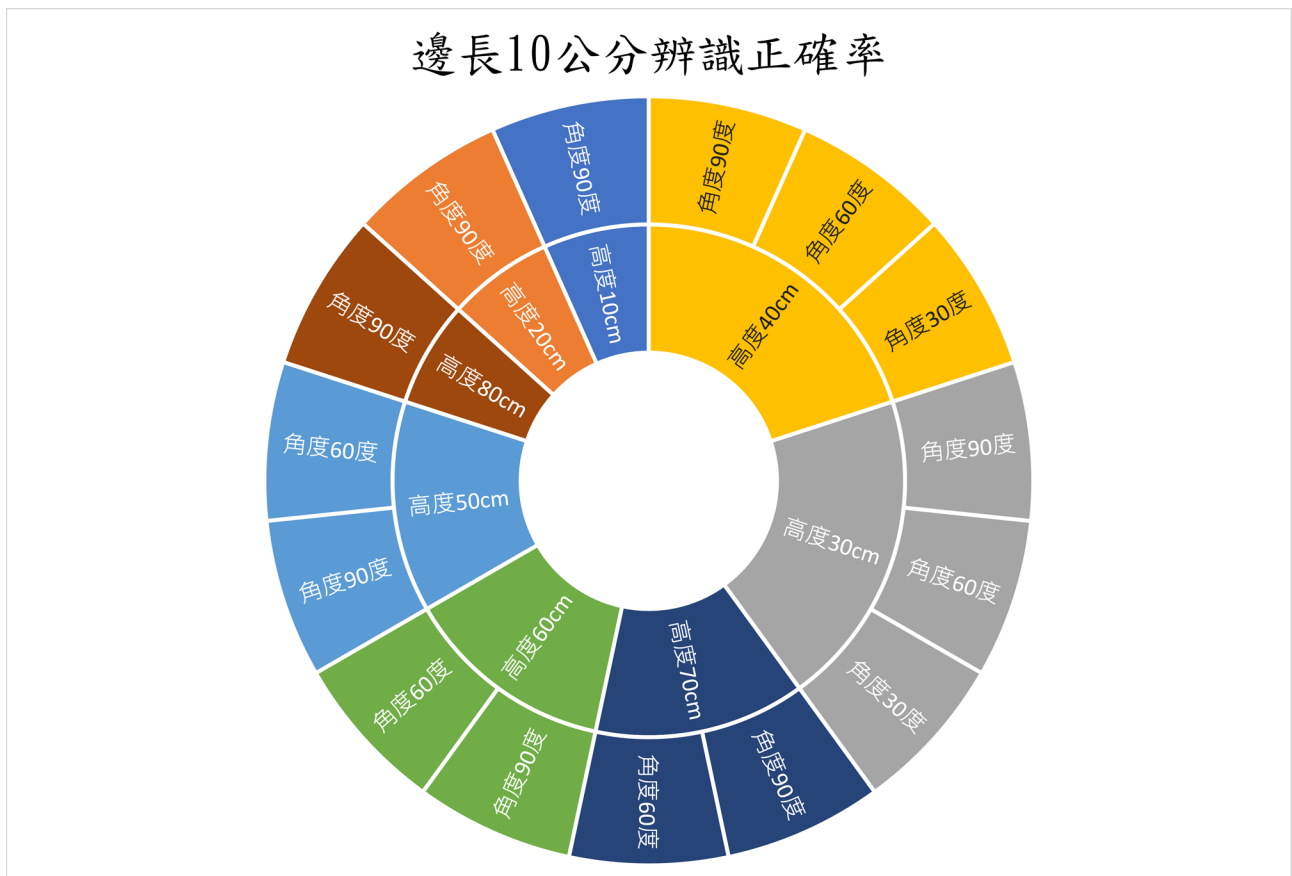 邊長10公分辨識正確率
高度40cm
角度90度
角度60度
角度30度
高度30cm
角度90度
角度60度
角度30度
高度70cm
角度90度
角度60度
高度60cm
角度90度
角度60度
高度50cm
角度90度
角度60度
高度80cm
角度90度
高度20cm
角度90度
高度10cm
角度90度